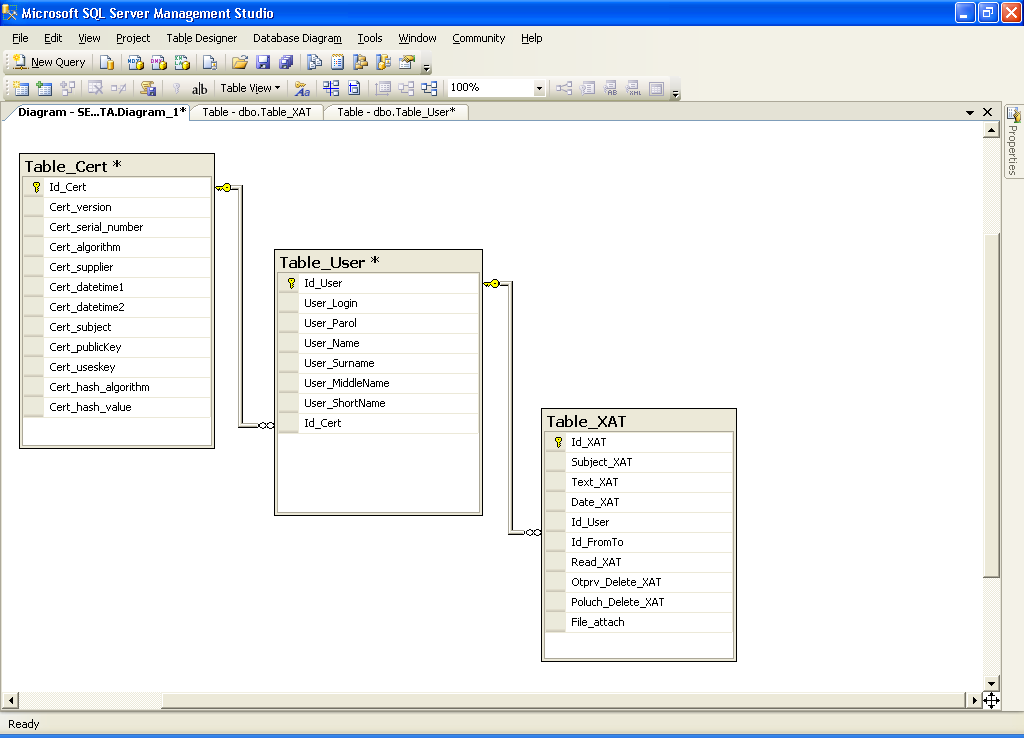 Microsoft SQL Server Management Studio
File Edit View Project Table Designer Database Diagram Tools Window Community Help
New Query
ab Table View 100%
Diagram - SE...TA.Diagram_1* Table - dbo.Table_XAT Table - dbo.Table_User*
Properties
Table_Cert *
Id_Cert
Cert_version
Cert_serial_number
Cert_algorithm
Cert_supplier
Cert_datetime1
Cert_datetime2
Cert_subject
Cert_publicKey
Cert_useskey
Cert_hash_algorithm
Cert_hash_value
Table_User *
Id_User
User_Login
User_Parol
User_Name
User_Surname
User_MiddleName
User_ShortName
Id_Cert
Table_XAT
Id_XAT
Subject_XAT
Text_XAT
Date_XAT
Id_User
Id_FromTo
Read_XAT
Otprv_Delete_XAT
Poluch_Delete_XAT
File_attach
Ready